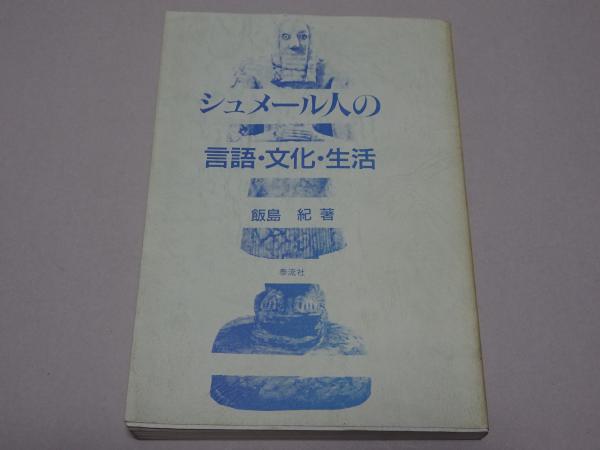 シュメール人の
言語・文化・生活
飯島 紀 著
泰流社